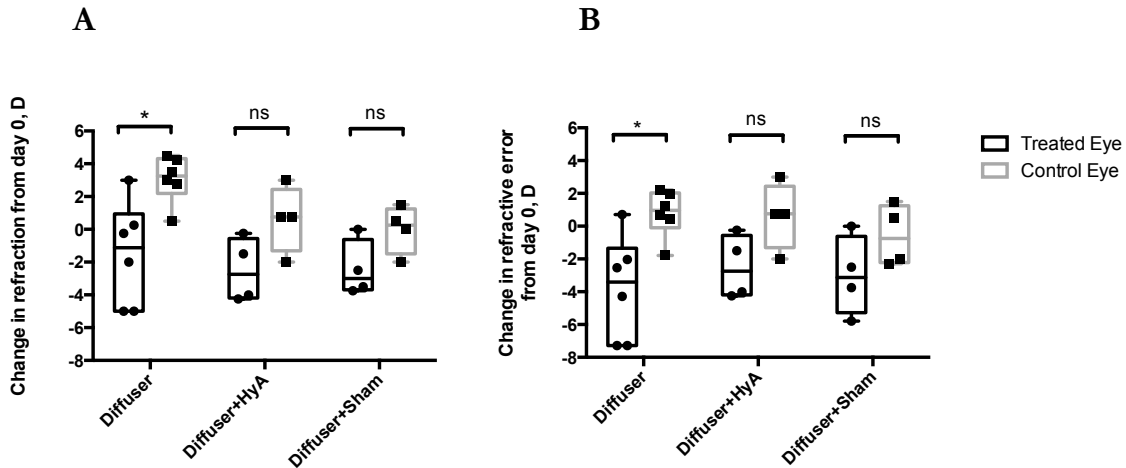 A
Change in refraction from day 0, D
6
4
2
0
-2
-4
-6
-8
*
ns
ns
Diffuser
Diffuser+HyA
Diffuser+Sham
B
Change in refractive error
from day 0, D
6
4
2
0
-2
-4
-6
-8
*
ns
ns
Diffuser
Diffuser+HyA
Diffuser+Sham
Treated Eye
Control Eye